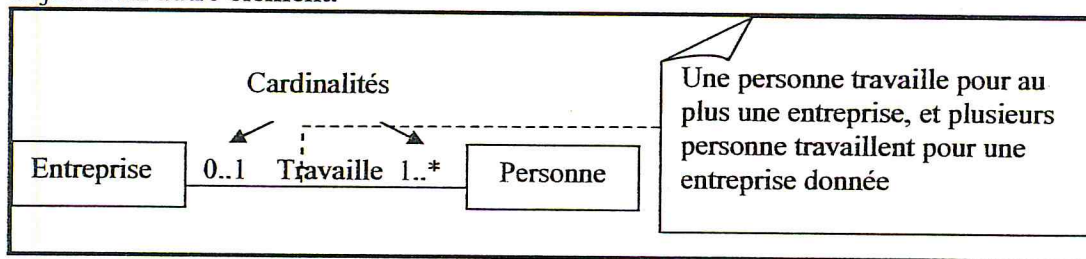 Cardinalités
Une personne travaille pour au
plus une entreprise, et plusieurs
personne travaillent pour une
entreprise donnée
Entreprise 0..1 Travaille 1..* Personne